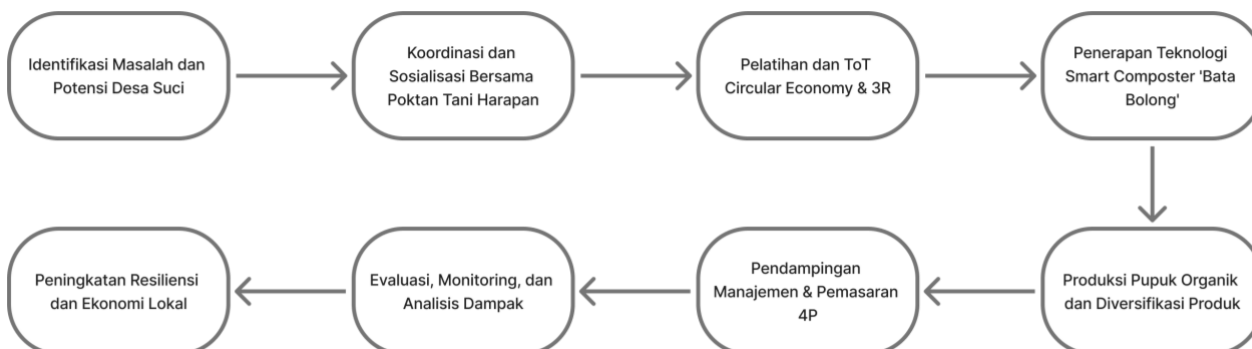 Identifikasi Masalah dan
Potensi Desa Suci
Koordinasi dan
Sosialisasi Bersama
Poktan Tani Harapan
Pelatihan dan ToT
Circular Economy & 3R
Penerapan Teknologi
Smart Composter 'Bata
Bolong'
Produksi Pupuk Organik
dan Diversifikasi Produk
Pendampingan
Manajemen & Pemasaran
4P
Evaluasi, Monitoring, dan
Analisis Dampak
Peningkatan Resiliensi
dan Ekonomi Lokal